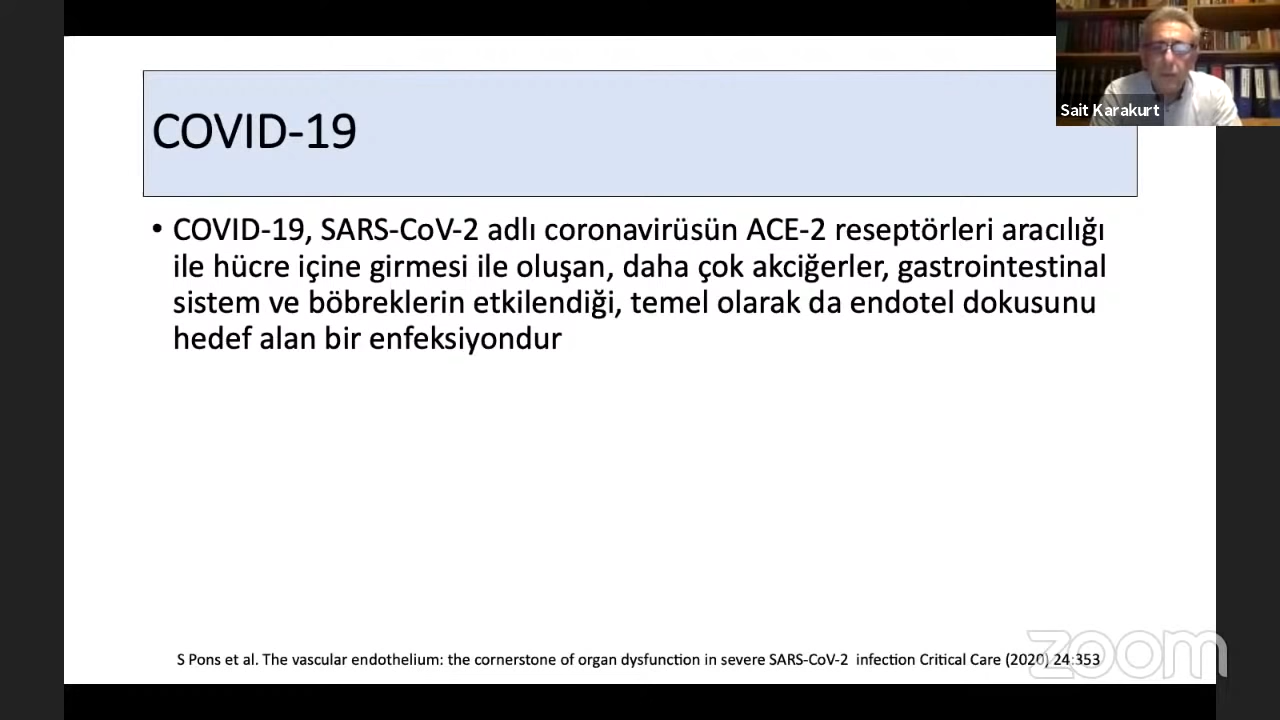 Sait Karakurt
COVID-19
• COVID-19, SARS-CoV-2 adlı coronavirüsün ACE-2 reseptörleri aracılığı
ile hücre içine girmesi ile oluşan, daha çok akciğerler, gastrointestinal
sistem ve böbreklerin etkilendiği, temel olarak da endotel dokusunu
hedef alan bir enfeksiyondur
S Pons et al. The vascular endothelium: the cornerstone of organ dysfunction in severe SARS-CoV-2 infection Critical Care (2020) 24:353
zoom